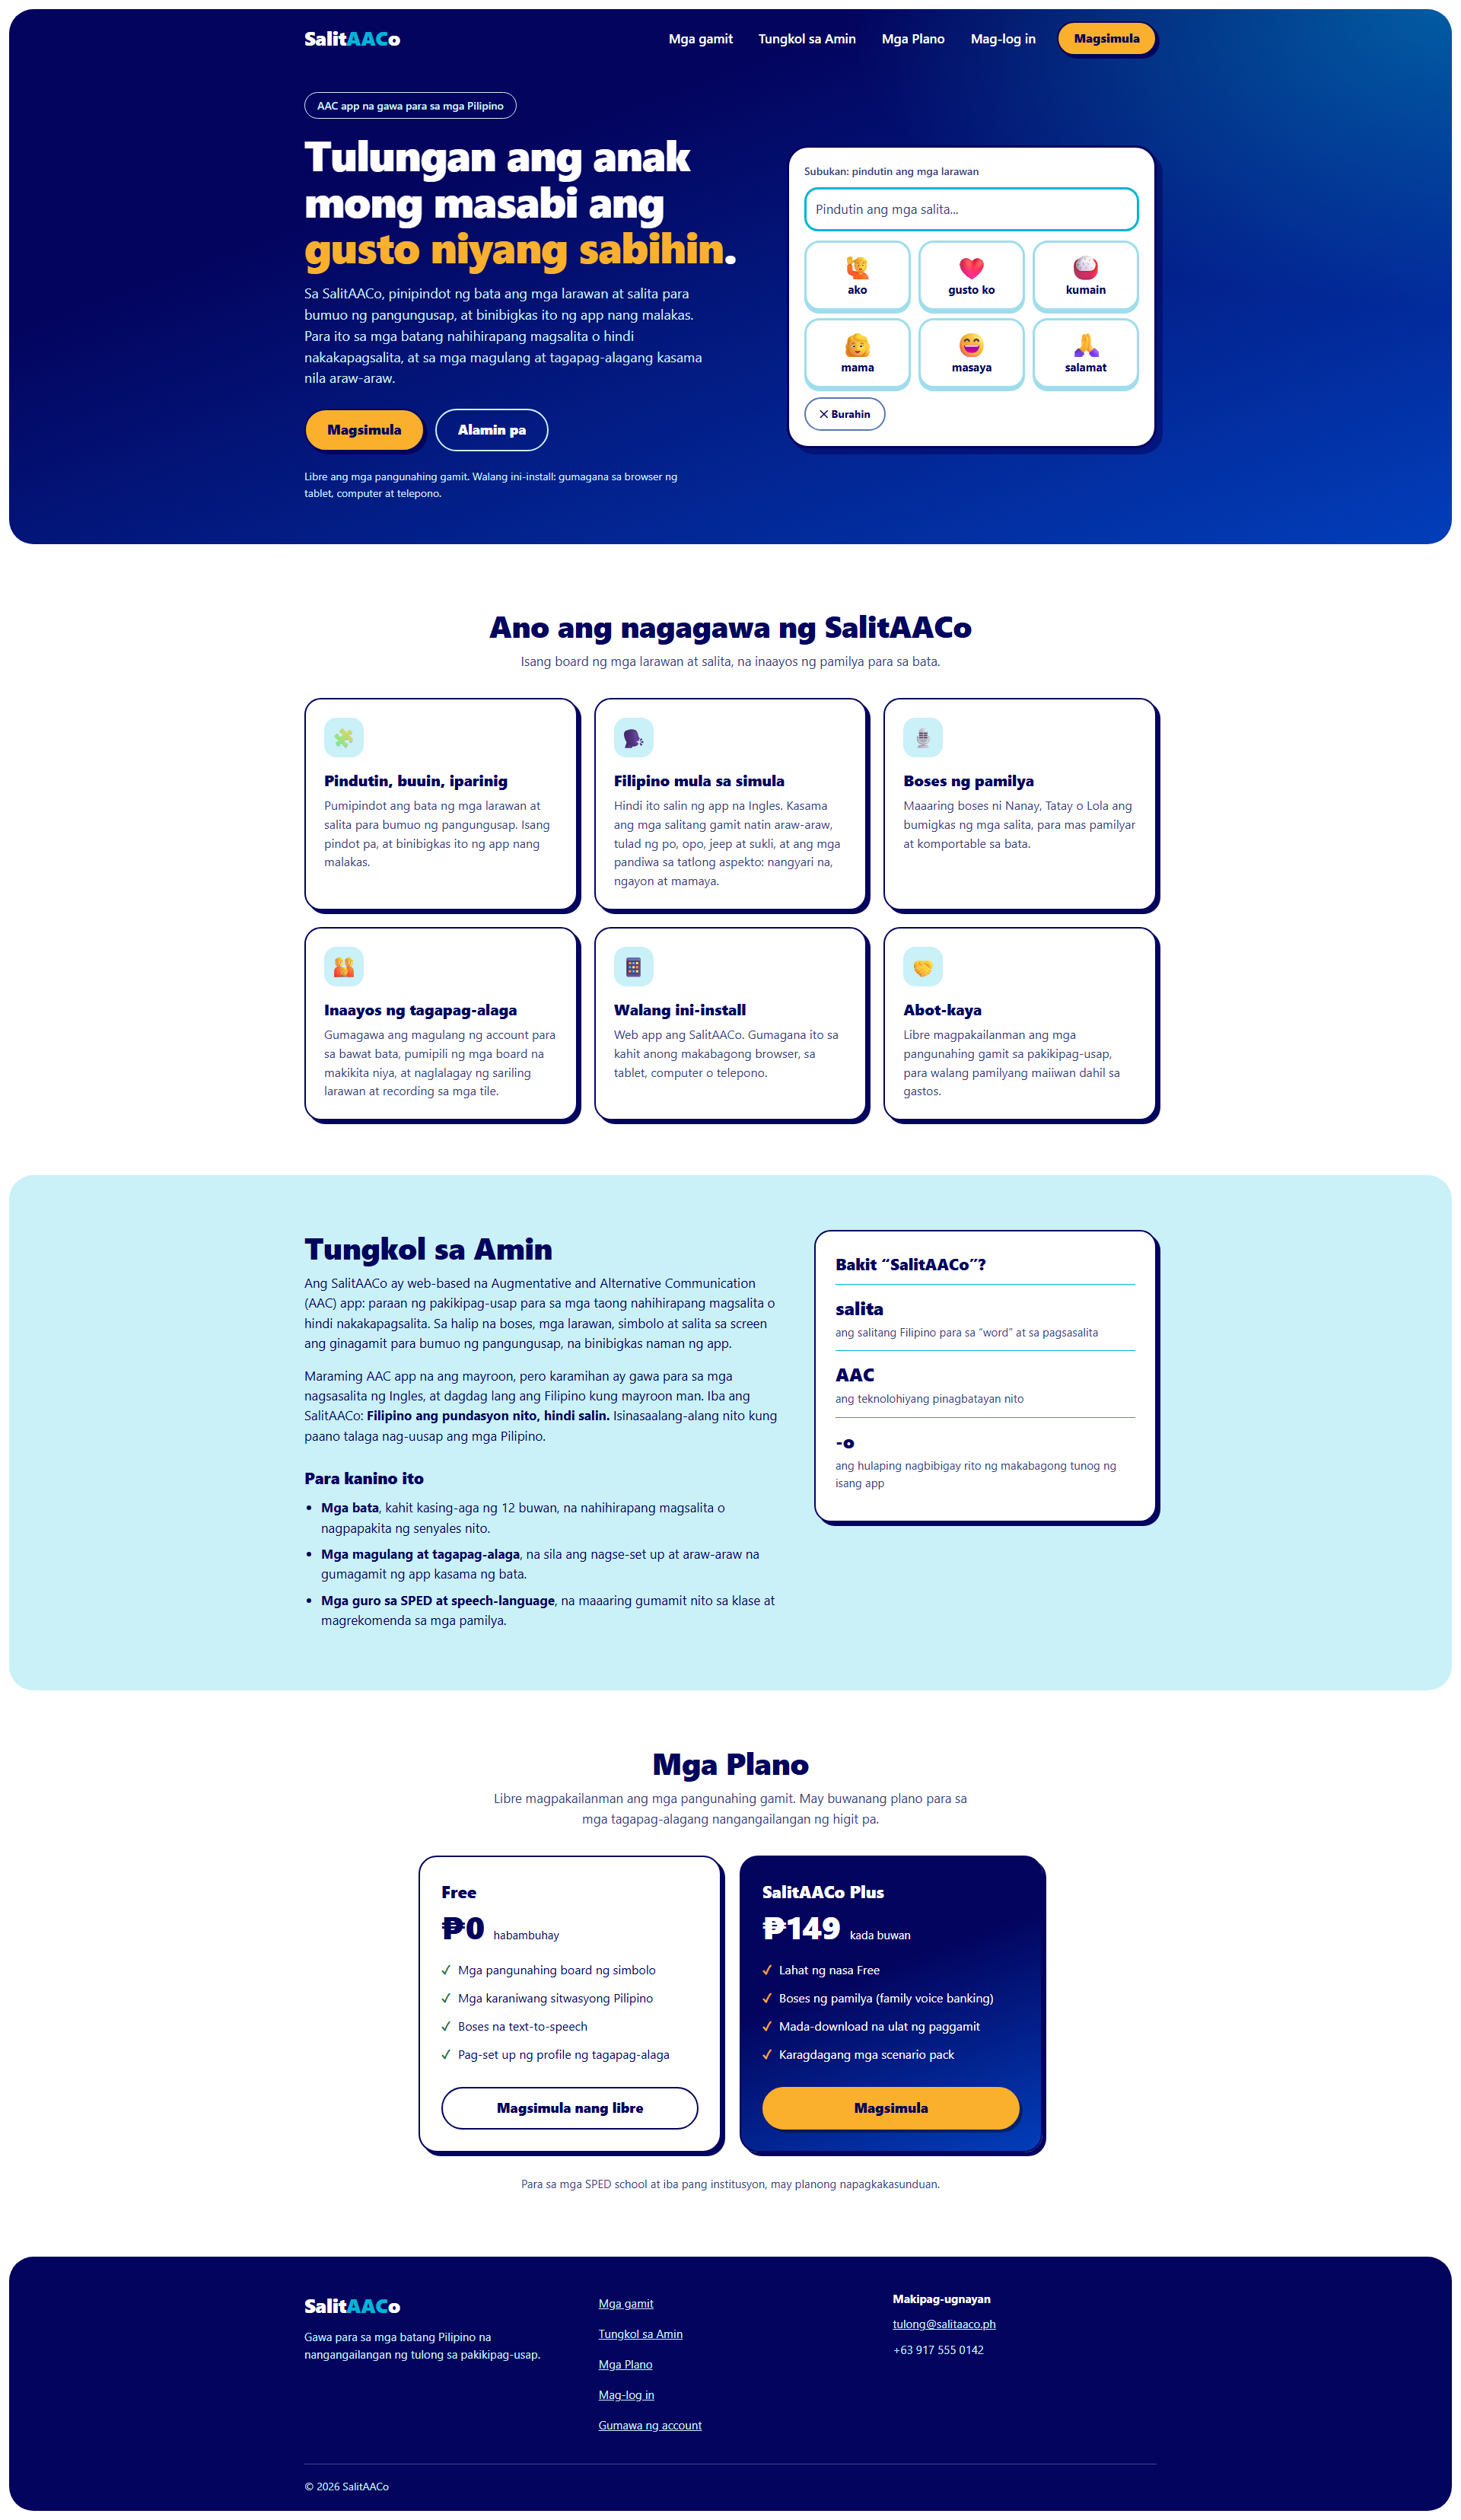 SalitAACo
Mga gamit
Tungkol sa Amin
Mga Plano
Mag-log in
Magsimula
AAC app na gawa para sa mga Pilipino
Tulungan ang anak
mong masabi ang
gusto niyang sabihin.
Sa SalitAACo, pinipindot ng bata ang mga larawan at salita para
bumuo ng pangungusap, at binibigkas ito ng app nang malakas.
Para ito sa mga batang nahihirapang magsalita o hindi
nakakapagsalita, at sa mga magulang at tagapag-alagang kasama
nila araw-araw.
Magsimula
Alamin pa
Libre ang mga pangunahing gamit. Walang ini-install: gumagana sa browser ng
tablet, computer at telepono.
Subukan: pindutin ang mga larawan
Pindutin ang mga salita...
ako
gusto ko
kumain
mama
masaya
salamat
✕ Burahin
Ano ang nagagawa ng SalitAACo
Isang board ng mga larawan at salita, na inaayos ng pamilya para sa bata.
Pindutin, buuin, iparinig
Pumipindot ang bata ng mga larawan at
salita para bumuo ng pangungusap. Isang
pindot pa, at binibigkas ito ng app nang
malakas.
Filipino mula sa simula
Hindi ito salin ng app na Ingles. Kasama
ang mga salitang gamit natin araw-araw,
tulad ng po, opo, jeep at sukli, at ang mga
pandiwa sa tatlong aspekto: nangyari na,
ngayon at mamaya.
Boses ng pamilya
Maaaring boses ni Nanay, Tatay o Lola ang
bumigkas ng mga salita, para mas pamilyar
at komportable sa bata.
Inaayos ng tagapag-alaga
Gumagawa ang magulang ng account para
sa bawat bata, pumipili ng mga board na
makikita niya, at naglalagay ng sariling
larawan at recording sa mga tile.
Walang ini-install
Web app ang SalitAACo. Gumagana ito sa
kahit anong makabagong browser, sa
tablet, computer o telepono.
Abot-kaya
Libre magpakailanman ang mga
pangunahing gamit sa pakikipag-usap,
para walang pamilyang maiiwan dahil sa
gastos.
Tungkol sa Amin
Ang SalitAACo ay web-based na Augmentative and Alternative Communication
(AAC) app: paraan ng pakikipag-usap para sa mga taong nahihirapang magsalita o
hindi nakakapagsalita. Sa halip na boses, mga larawan, simbolo at salita sa screen
ang ginagamit para bumuo ng pangungusap, na binibigkas naman ng app.
Maraming AAC app na ang mayroon, pero karamihan ay gawa para sa mga
nagsasalita ng Ingles, at dagdag lang ang Filipino kung mayroon man. Iba ang
SalitAACo: Filipino ang pundasyon nito, hindi salin. Isinasaalang-alang nito kung
paano talaga nag-uusap ang mga Pilipino.
Para kanino ito
• Mga bata, kahit kasing-aga ng 12 buwan, na nahihirapang magsalita o
nagpapakita ng senyales nito.
• Mga magulang at tagapag-alaga, na sila ang nagse-set up at araw-araw na
gumagamit ng app kasama ng bata.
• Mga guro sa SPED at speech-language, na maaaring gumamit nito sa klase at
magrekomenda sa mga pamilya.
Bakit “SalitAACo”?
salita
ang salitang Filipino para sa “word” at sa pagsasalita
AAC
ang teknolohiyang pinagbatayan nito
-o
ang hulaping nagbibigay rito ng makabagong tunog ng
isang app
Mga Plano
Libre magpakailanman ang mga pangunahing gamit. May buwanang plano para sa
mga tagapag-alagang nangangailangan ng higit pa.
Free
₱0 habambuhay
✓ Mga pangunahing board ng simbolo
✓ Mga karaniwang sitwasyong Pilipino
✓ Boses na text-to-speech
✓ Pag-set up ng profile ng tagapag-alaga
Magsimula nang libre
SalitAACo Plus
₱149 kada buwan
✓ Lahat ng nasa Free
✓ Boses ng pamilya (family voice banking)
✓ Mada-download na ulat ng paggamit
✓ Karagdagang mga scenario pack
Magsimula
Para sa mga SPED school at iba pang institusyon, may planong napagkakasunduan.
SalitAACo
Gawa para sa mga batang Pilipino na
nangangailangan ng tulong sa pakikipag-usap.
Mga gamit
Tungkol sa Amin
Mga Plano
Mag-log in
Gumawa ng account
Makipag-ugnayan
tulong@salitaaco.ph
+63 917 555 0142
© 2026 SalitAACo